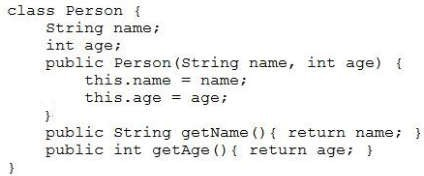 class Person {
    String name;
    int age;
    public Person(String name, int age) {
        this.name = name;
        this.age = age;
    }
    public String getName(){ return name; }
    public int getAge(){ return age; }
}